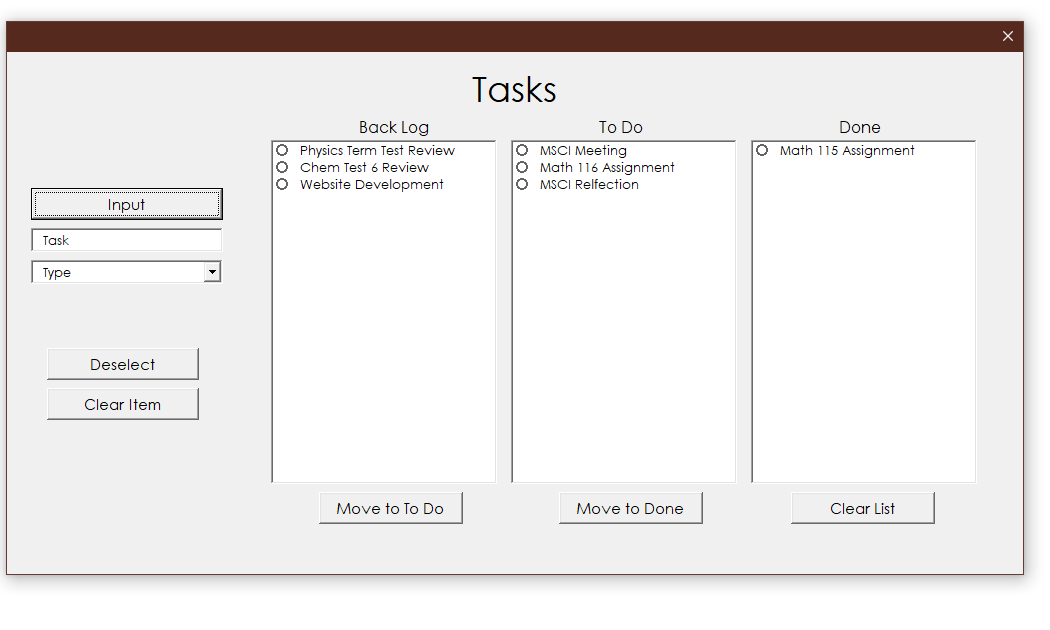 Tasks
Back Log
To Do
Done
Physics Term Test Review
Chem Test 6 Review
Website Development
MSCI Meeting
Math 116 Assignment
MSCI Relfection
Math 115 Assignment
Input
Task
Type
Deselect
Clear Item
Move to To Do
Move to Done
Clear List